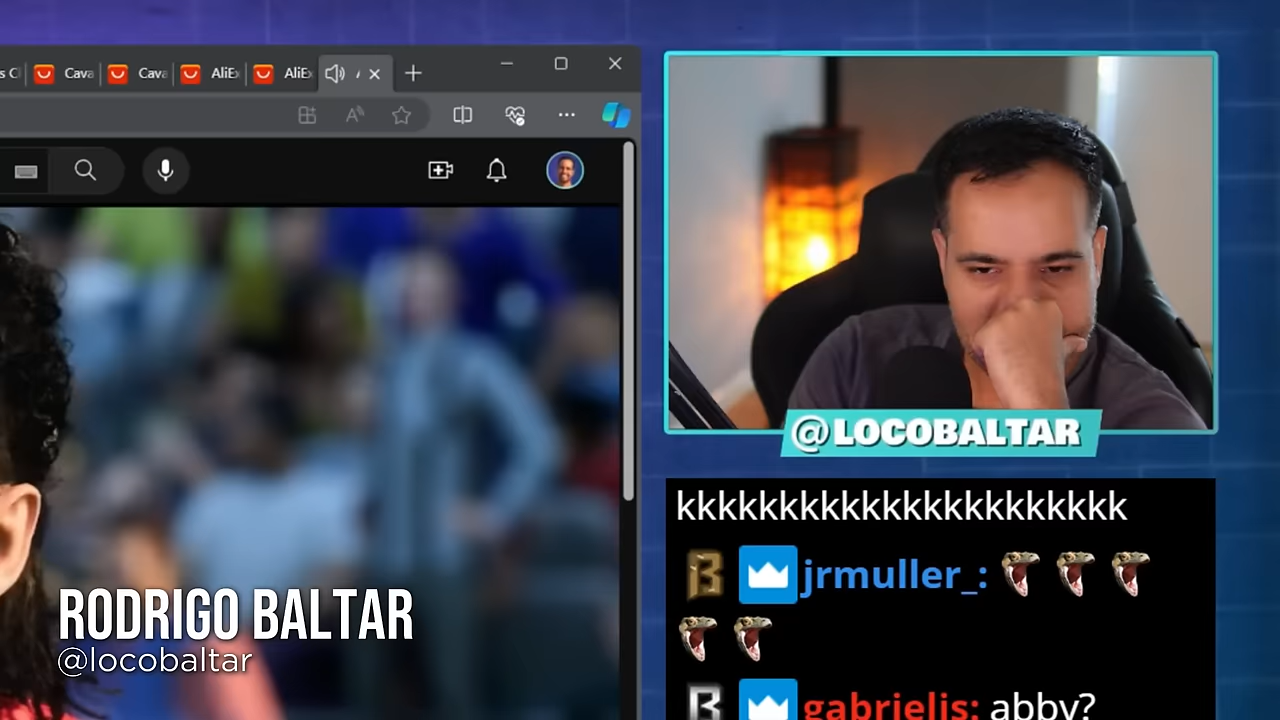 s C
Cava
Cava
AliEx
AliEx
@LOCOBALTAR
kkkkkkkkkkkkkkkkkkkkkk
jrmuller_:
gabrielis: abby?
RODRIGO BALTAR
@locobaltar